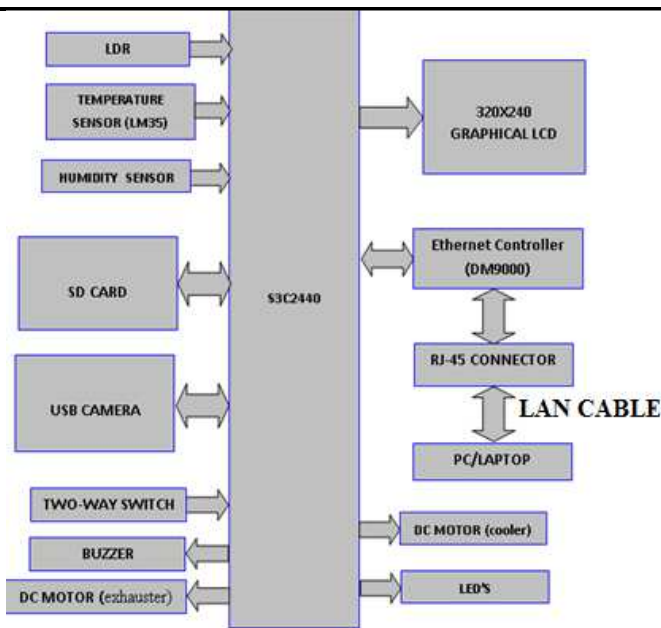 LDR
TEMPERATURE
SENSOR (LM35)
HUMIDITY SENSOR
SD CARD
USB CAMERA
TWO-WAY SWITCH
BUZZER
DC MOTOR (exhauster)
S3C2440
320X240
GRAPHICAL LCD
Ethernet Controller
(DM9000)
RJ-45 CONNECTOR
LAN CABLE
PC/LAPTOP
DC MOTOR (cooler)
LED'S